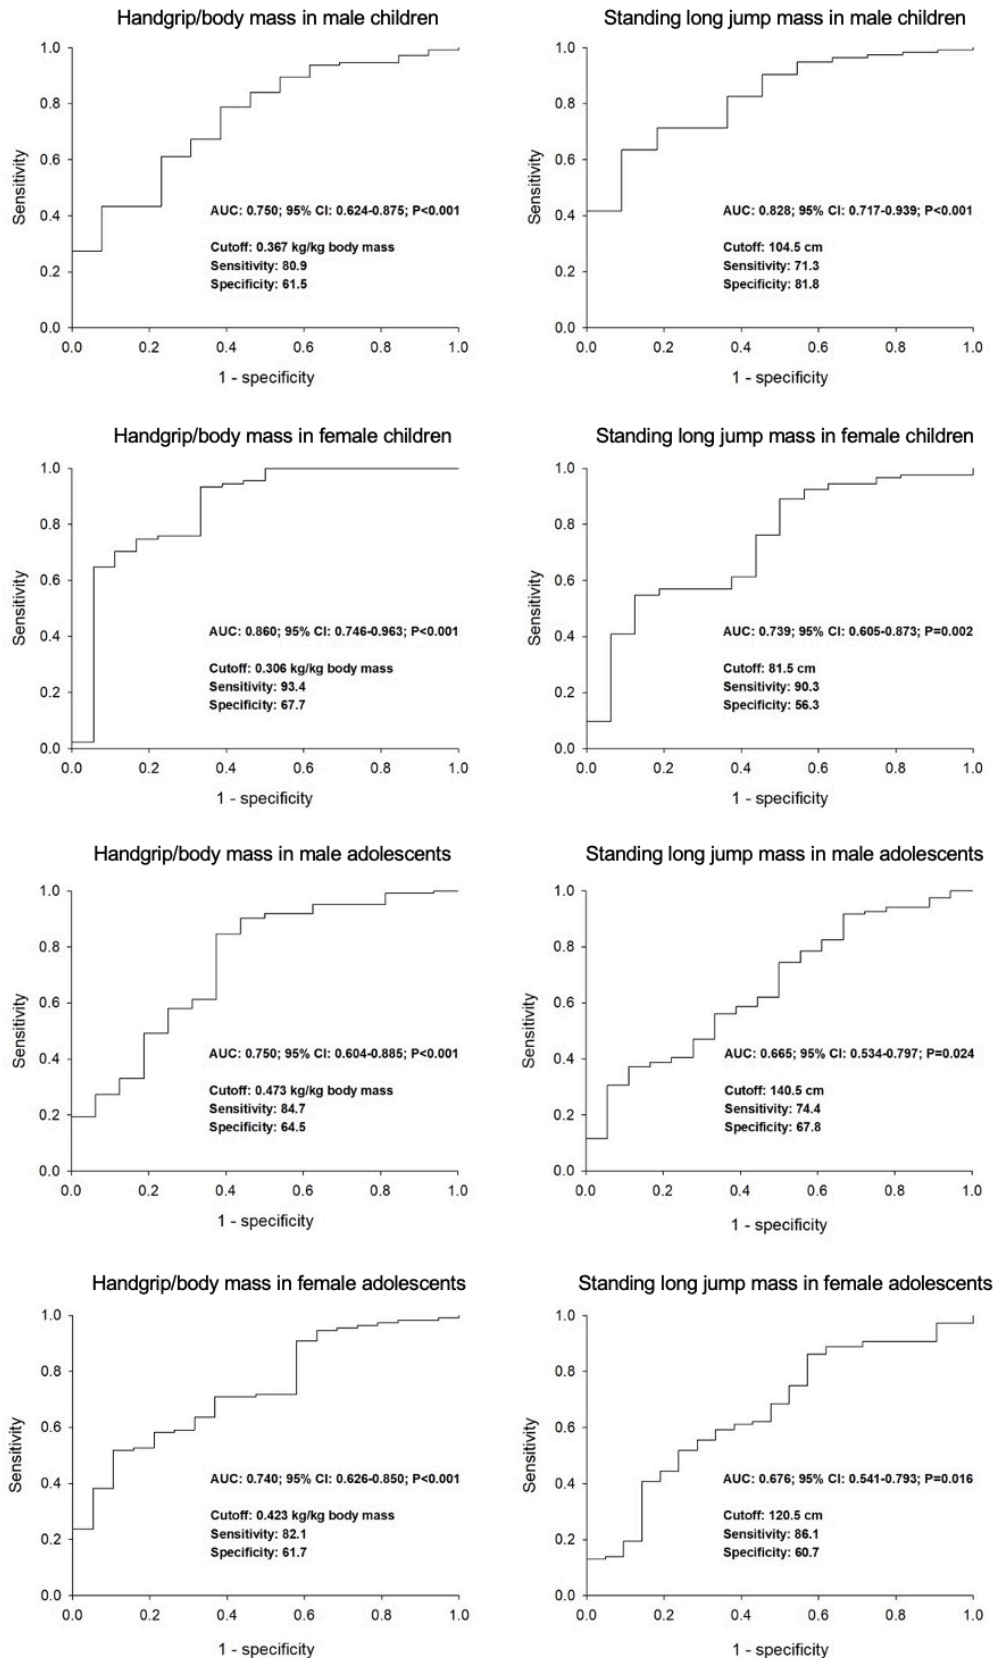 Handgrip/body mass in male children
1.0
0.8
0.6
0.4
0.2
0.0
Sensitivity
AUC: 0.750; 95% CI: 0.624-0.875; P<0.001
Cutoff: 0.367 kg/kg body mass
Sensitivity: 80.9
Specificity: 61.5
0.0 0.2 0.4 0.6 0.8 1.0
1 - specificity
Standing long jump mass in male children
1.0
0.8
0.6
0.4
0.2
0.0
Sensitivity
AUC: 0.828; 95% CI: 0.717-0.939; P<0.001
Cutoff: 104.5 cm
Sensitivity: 71.3
Specificity: 81.8
0.0 0.2 0.4 0.6 0.8 1.0
1 - specificity
Handgrip/body mass in female children
1.0
0.8
0.6
0.4
0.2
0.0
Sensitivity
AUC: 0.860; 95% CI: 0.746-0.963; P<0.001
Cutoff: 0.306 kg/kg body mass
Sensitivity: 93.4
Specificity: 67.7
0.0 0.2 0.4 0.6 0.8 1.0
1 - specificity
Standing long jump mass in female children
1.0
0.8
0.6
0.4
0.2
0.0
Sensitivity
AUC: 0.739; 95% CI: 0.605-0.873; P=0.002
Cutoff: 81.5 cm
Sensitivity: 90.3
Specificity: 56.3
0.0 0.2 0.4 0.6 0.8 1.0
1 - specificity
Handgrip/body mass in male adolescents
1.0
0.8
0.6
0.4
0.2
0.0
Sensitivity
AUC: 0.750; 95% CI: 0.604-0.885; P<0.001
Cutoff: 0.473 kg/kg body mass
Sensitivity: 84.7
Specificity: 64.5
0.0 0.2 0.4 0.6 0.8 1.0
1 - specificity
Standing long jump mass in male adolescents
1.0
0.8
0.6
0.4
0.2
0.0
Sensitivity
AUC: 0.665; 95% CI: 0.534-0.797; P=0.024
Cutoff: 140.5 cm
Sensitivity: 74.4
Specificity: 67.8
0.0 0.2 0.4 0.6 0.8 1.0
1 - specificity
Handgrip/body mass in female adolescents
1.0
0.8
0.6
0.4
0.2
0.0
Sensitivity
AUC: 0.740; 95% CI: 0.626-0.850; P<0.001
Cutoff: 0.423 kg/kg body mass
Sensitivity: 82.1
Specificity: 61.7
0.0 0.2 0.4 0.6 0.8 1.0
1 - specificity
Standing long jump mass in female adolescents
1.0
0.8
0.6
0.4
0.2
0.0
Sensitivity
AUC: 0.676; 95% CI: 0.541-0.793; P=0.016
Cutoff: 120.5 cm
Sensitivity: 86.1
Specificity: 60.7
0.0 0.2 0.4 0.6 0.8 1.0
1 - specificity